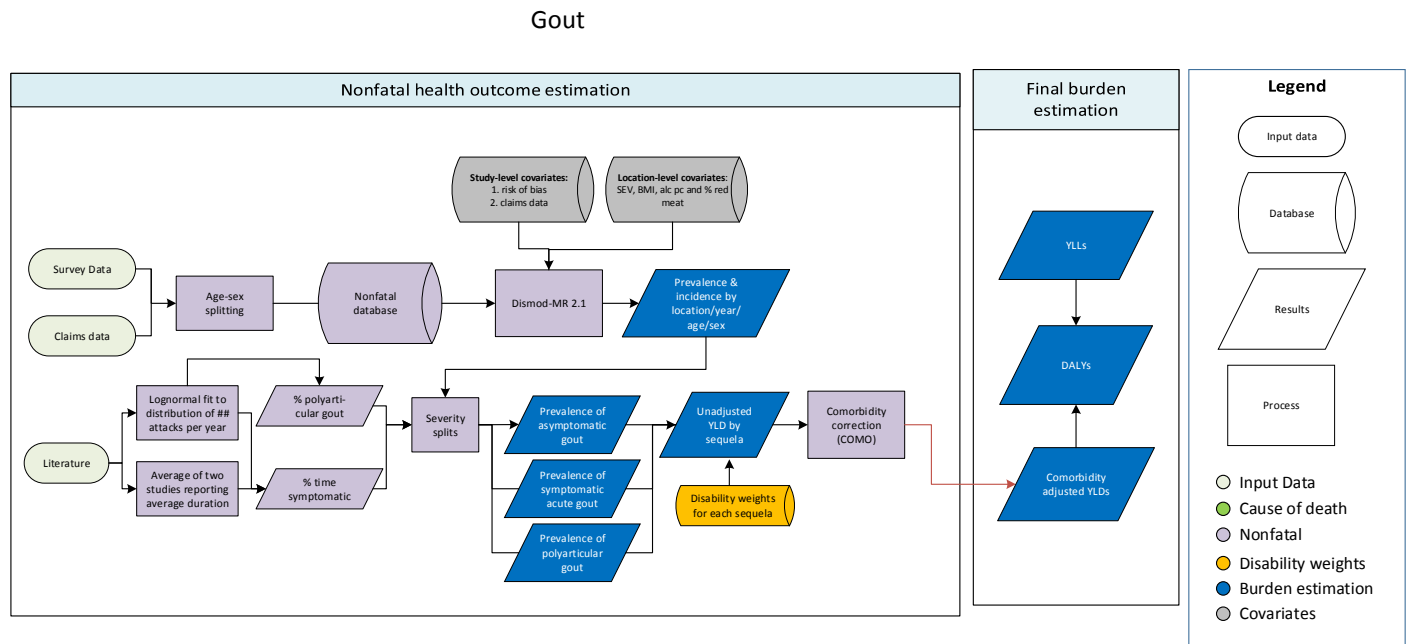 Gout
Nonfatal health outcome estimation
Study-level covariates:
1. risk of bias
2. claims data
Location-level covariates:
SEV, BMI, alc pc and % red
meat
Survey Data
Claims data
Age-sex
splitting
Nonfatal
database
Dismod-MR 2.1
Prevalence &
incidence by
location/year/
age/sex
Literature
Lognormal fit to
distribution of ##
attacks per year
Average of two
studies reporting
average duration
% polyarti-
cular gout
% time
symptomatic
Severity
splits
Prevalence of
asymptomatic
gout
Prevalence of
symptomatic
acute gout
Prevalence of
polyarticular
gout
Unadjusted
YLD by
sequela
Disability weights
for each sequela
Comorbidity
correction
(COMO)
Final burden
estimation
YLLs
DALYs
Comorbidity
adjusted YLDs
Legend
Input data
Database
Results
Process
Input Data
Cause of death
Nonfatal
Disability weights
Burden estimation
Covariates